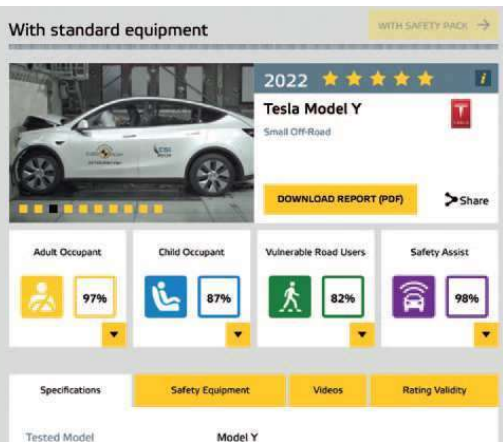 With standard equipment
WITH SAFETY PACK
2022
Tesla Model Y
Small Off-Road
DOWNLOAD REPORT (PDF)
Share
Adult Occupant
97%
Child Occupant
87%
Vulnerable Road Users
82%
Safety Assist
98%
Specifications
Safety Equipment
Videos
Rating Validity
Tested Model
Model Y